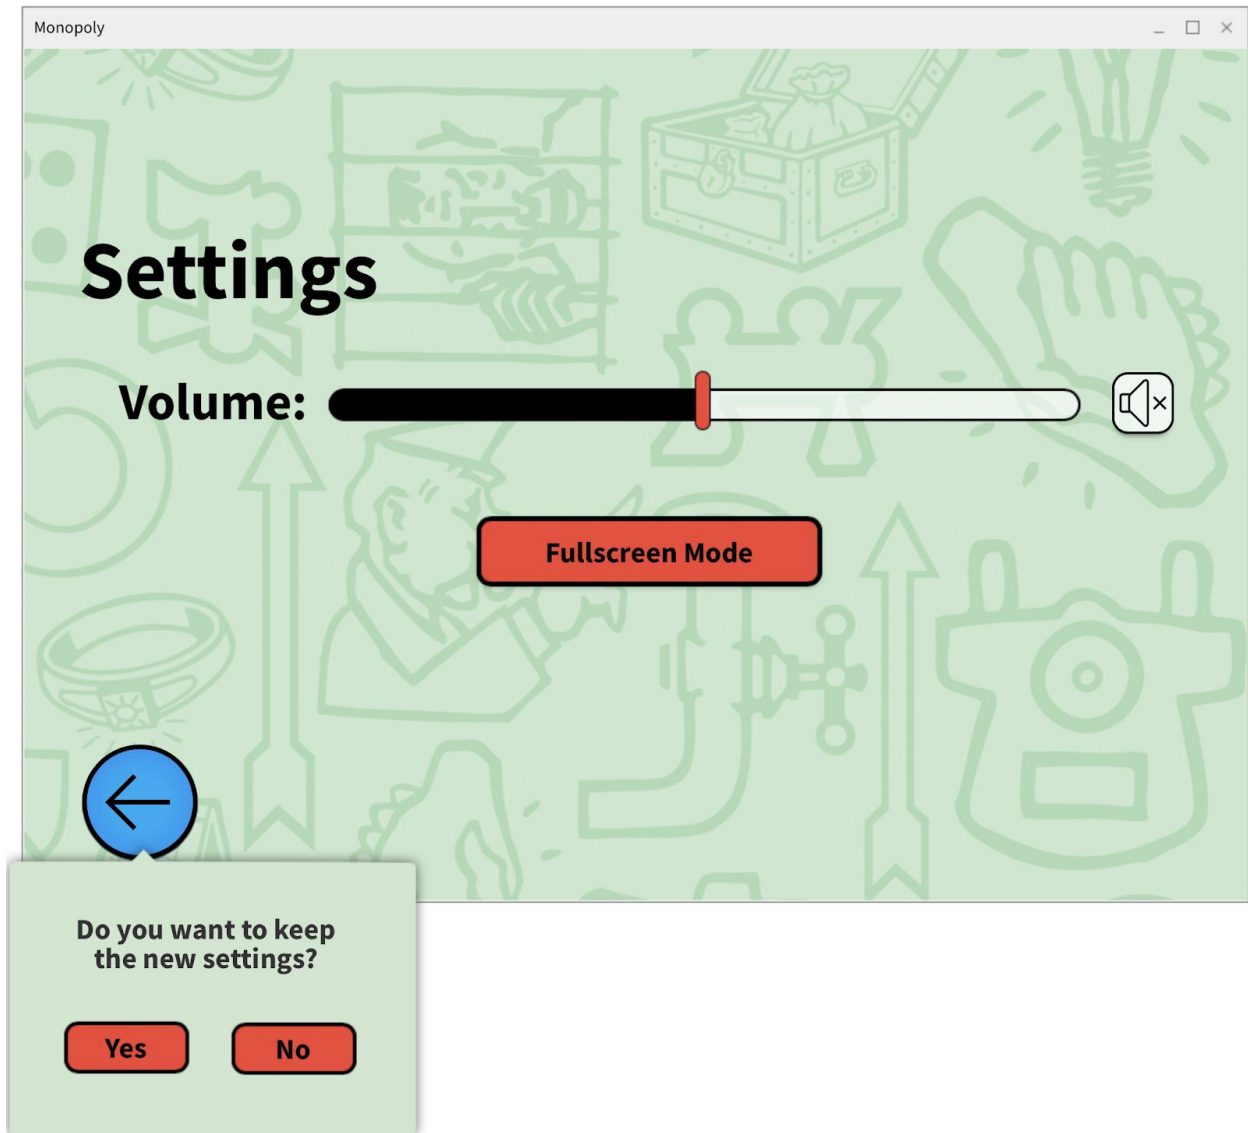 Monopoly
Settings
Volume:
Fullscreen Mode
Do you want to keep
the new settings?
Yes
No